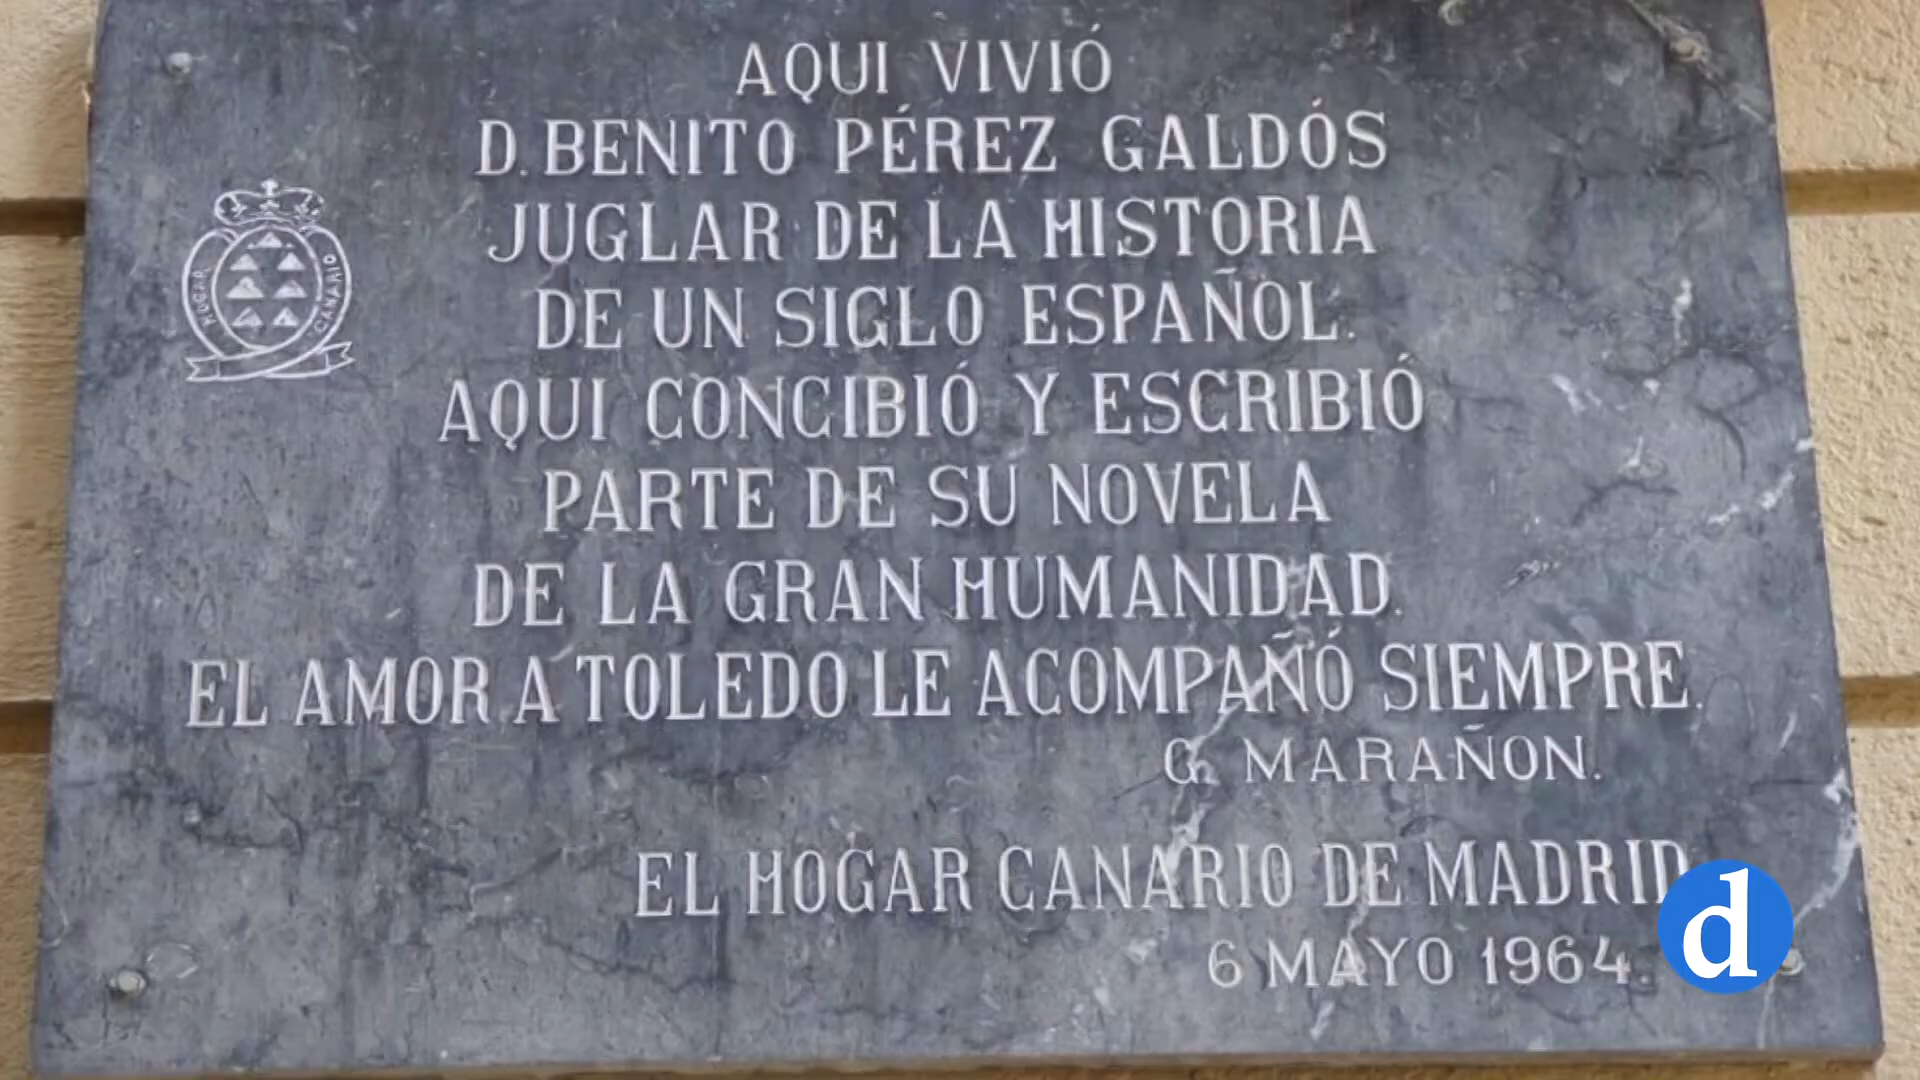 AQUI VIVIÓ
D. BENITO PÉREZ GALDÓS
JUGLAR DE LA HISTORIA
DE UN SIGLO ESPAÑOL.
AQUI CONCIBIÓ Y ESCRIBIÓ
PARTE DE SU NOVELA
DE LA GRAN HUMANIDAD.
EL AMOR A TOLEDO LE ACOMPAÑÓ SIEMPRE.
G. MARAÑON.
EL HOGAR CANARIO DE MADRID
6 MAYO 1964.
HOGAR CANARIO
d